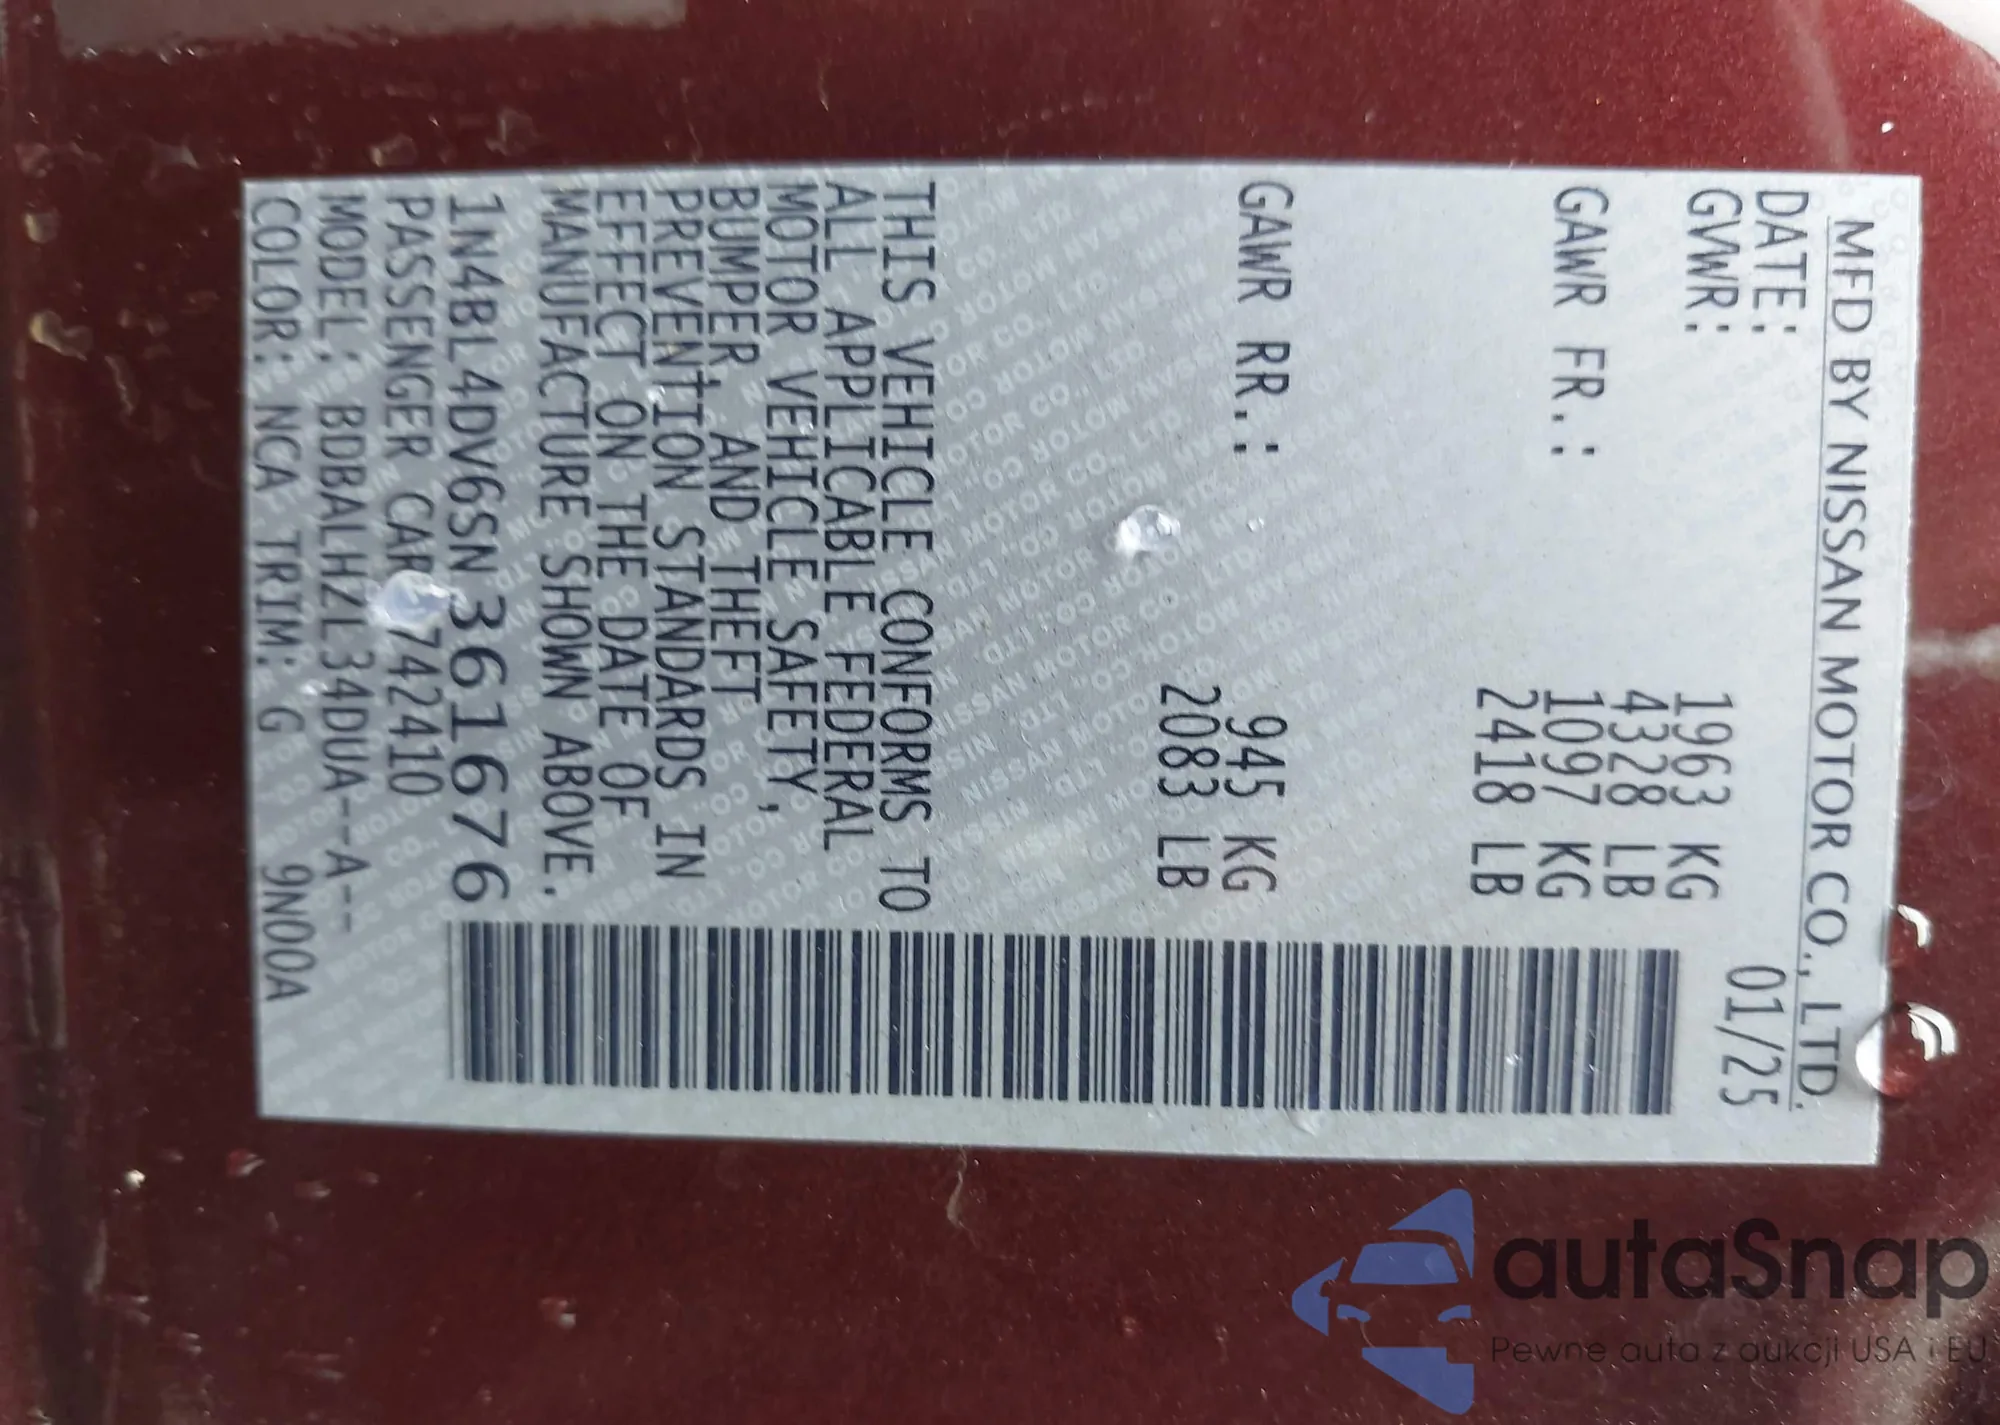 MFD BY NISSAN MOTOR CO., LTD.
DATE: 01/25
GVWR: 1963 KG
4328 LB
GAWR FR.: 1097 KG
2418 LB
GAWR RR.: 945 KG
2083 LB
THIS VEHICLE CONFORMS TO
ALL APPLICABLE FEDERAL
MOTOR VEHICLE SAFETY,
BUMPER, AND THEFT
PREVENTION STANDARDS IN
EFFECT ON THE DATE OF
MANUFACTURE SHOWN ABOVE.
1N4BL4DV6SN361676
PASSENGER CAR 742410
MODEL: BDBALHZL34DUA--A--
COLOR: NCA TRIM: G 9N00A
autaSnap
Pewne auta z aukcji USA i EU